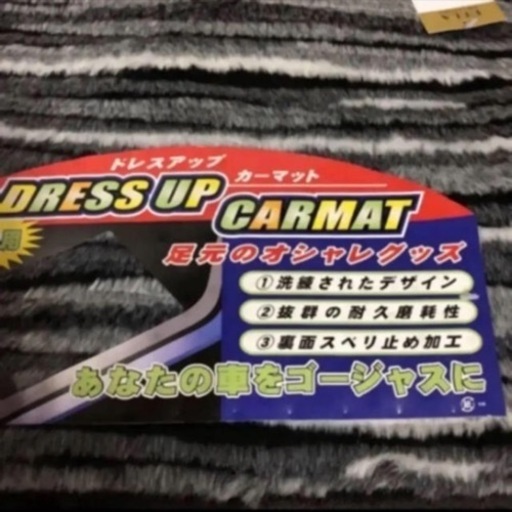 ドレスアップ
カーマット
DRESS UP
CARMAT
用
足元のオシャレグッズ
①洗練されたデザイン
②抜群の耐久磨耗性
③裏面スベリ止め加工
あなたの車をゴージャスに